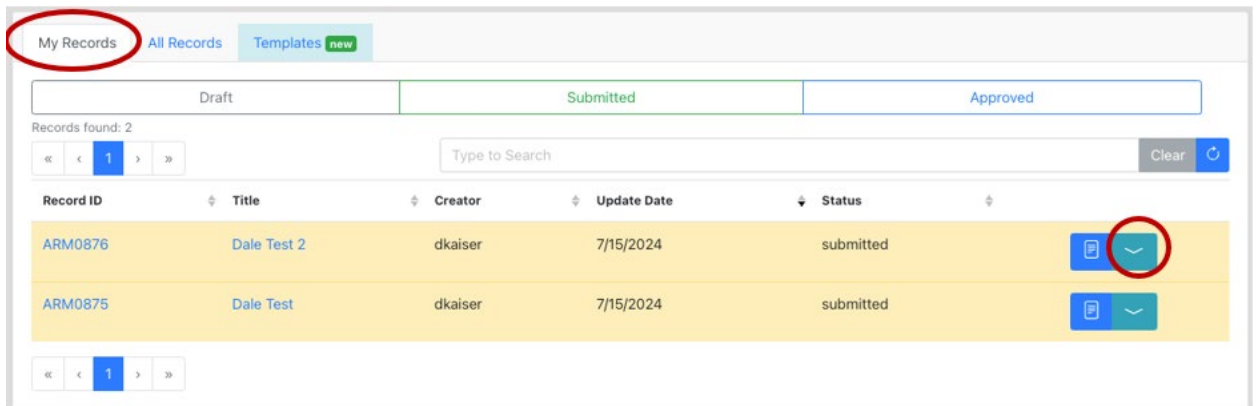 My Records All Records Templates new
Draft Submitted Approved
Records found: 2
« ‹ 1 › » Type to Search Clear
Record ID Title Creator Update Date Status
ARM0876 Dale Test 2 dkaiser 7/15/2024 submitted
ARM0875 Dale Test dkaiser 7/15/2024 submitted
« ‹ 1 › »